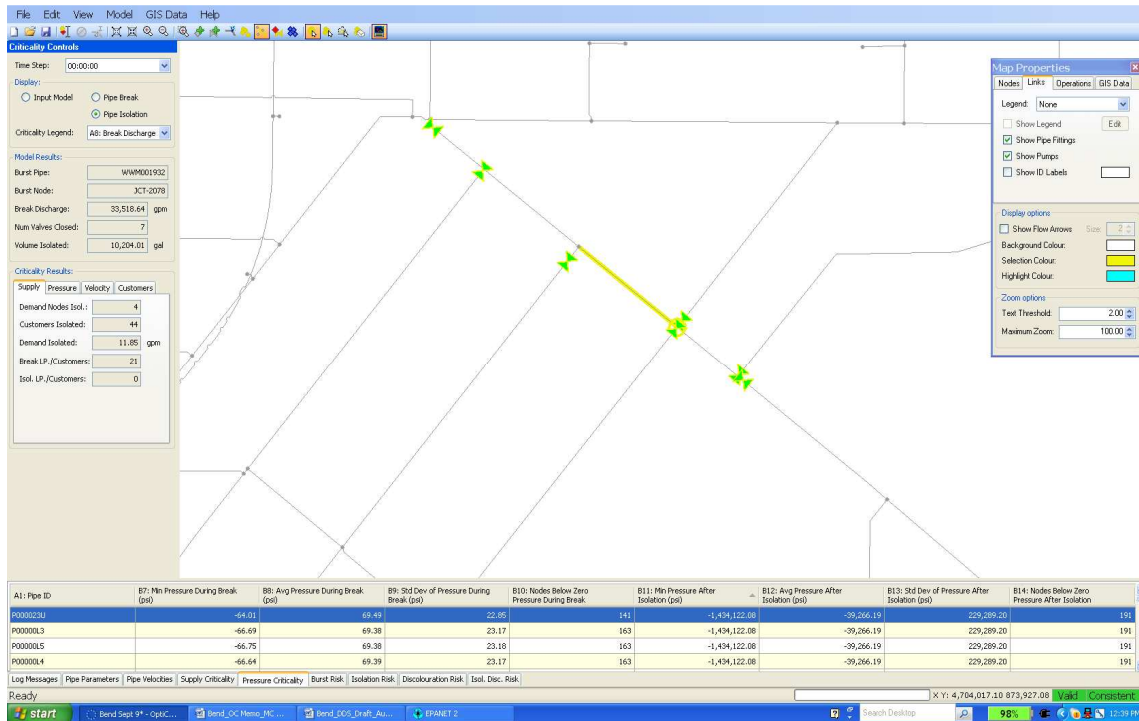 File Edit View Model GIS Data Help
Criticality Controls
Time Step: 00:00:00
Display:
Input Model Pipe Break
Pipe Isolation
Criticality Legend: A8: Break Discharge
Model Results:
Burst Pipe: WWM001932
Burst Node: JCT-2078
Break Discharge: 33,518.64 gpm
Num Valves Closed: 7
Volume Isolated: 10,204.01 gal
Criticality Results:
Supply Pressure Velocity Customers
Demand Nodes Isol.: 4
Customers Isolated: 44
Demand Isolated: 11.85 gpm
Break LP./Customers: 21
Isol. LP./Customers: 0
Map Properties
Nodes Links Operations GIS Data
Legend: None
Show Legend Edit
Show Pipe Fittings
Show Pumps
Show ID Labels
Display options
Show Flow Arrows Size: 2
Background Colour:
Selection Colour:
Highlight Colour:
Zoom options
Text Threshold: 2.00
Maximum Zoom: 100.00
A1: Pipe ID B7: Min Pressure During Break (psi) B8: Avg Pressure During Break (psi) B9: Std Dev of Pressure During Break (psi) B10: Nodes Below Zero Pressure During Break B11: Min Pressure After Isolation (psi) B12: Avg Pressure After Isolation (psi) B13: Std Dev of Pressure After Isolation (psi) B14: Nodes Below Zero Pressure After Isolation
P000023U -64.01 69.49 22.85 141 -1,434,122.08 -39,266.19 229,289.20 191
P00000L3 -66.69 69.38 23.17 163 -1,434,122.08 -39,266.19 229,289.20 191
P00000L5 -66.75 69.38 23.18 163 -1,434,122.08 -39,266.19 229,289.20 191
P00000L4 -66.64 69.39 23.17 163 -1,434,122.08 -39,266.19 229,289.20 191
Log Messages Pipe Parameters Pipe Velocities Supply Criticality Pressure Criticality Burst Risk Isolation Risk Discolouration Risk Isol. Disc. Risk
Ready X Y: 4,704,017.10 873,927.08 Valid Consistent
start Bend Sept 9* - OptiC... Bend_OC Memo_MC ... Bend_DDS_Draft_Au... EPANET 2 Search Desktop 98% 12:39 PM